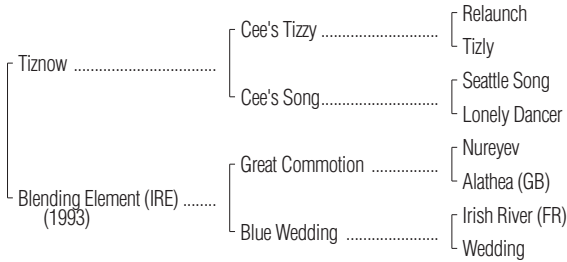 Relaunch
Cee's Tizzy ..................................
Tizly
Tiznow ..................................
Seattle Song
Cee's Song..................................
Lonely Dancer
Nureyev
Great Commotion ...................
Alathea (GB)
Blending Element (IRE) ........
(1993)
Irish River (FR)
Blue Wedding ..........................
Wedding